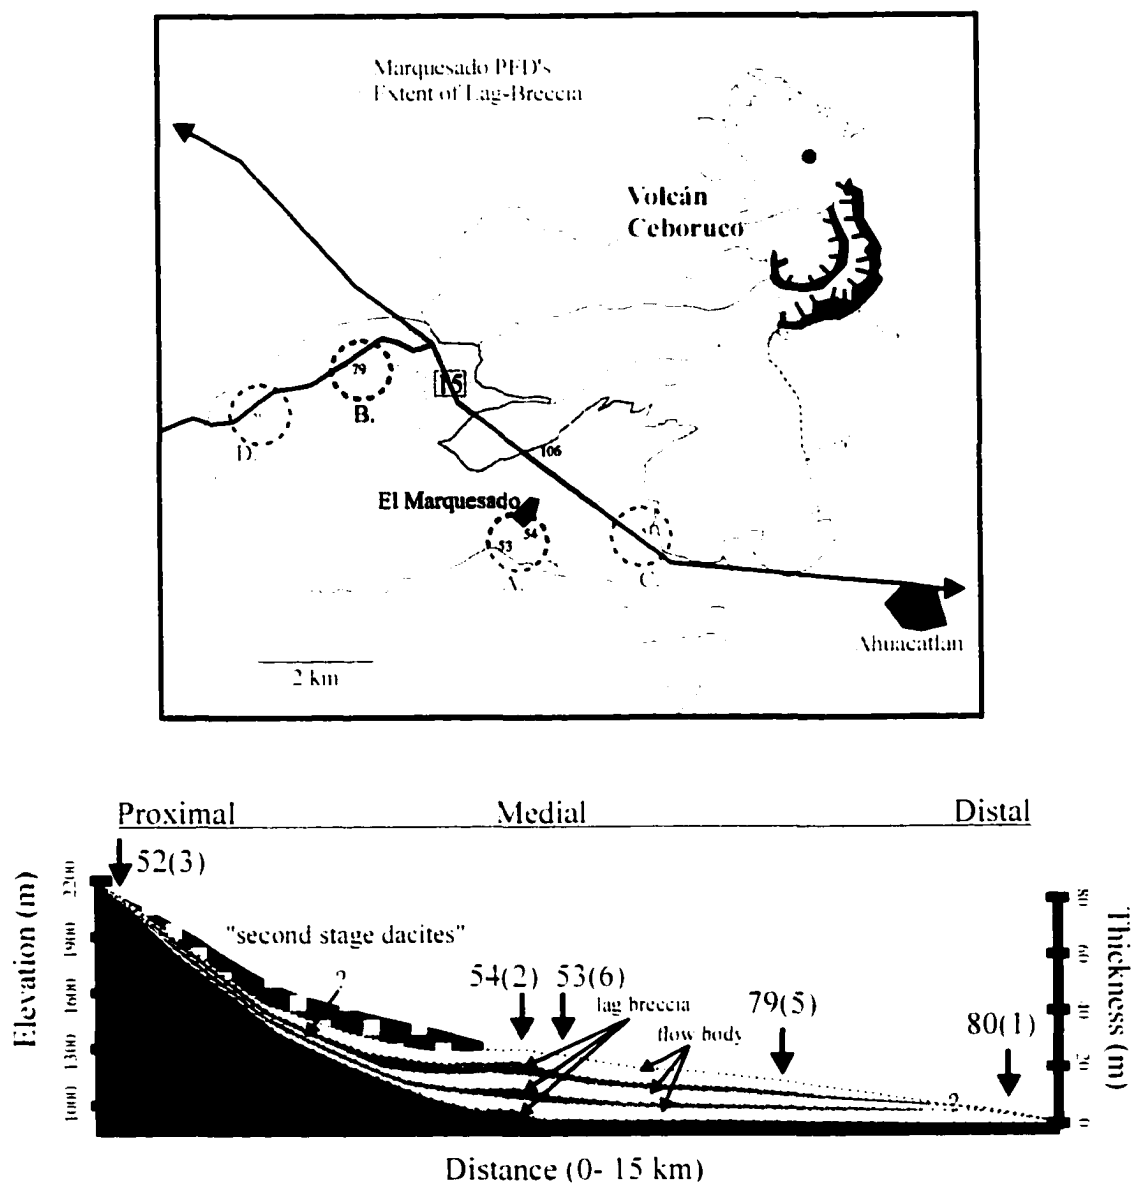 Marquesado PFD's
Extent of Lag-Breccia
Volcán
Ceboruco
79
15
B.
D.
106
El Marquesado
54
53
A.
C.
Ahuacatlan
2 km
Proximal
Medial
Distal
52(3)
2200
"second stage dacites"
?
54(2)
53(6)
lag breccia
79(5)
flow body
80(1)
?
Elevation (m)
1900
1600
1300
1000
Thickness (m)
0
Distance (0- 15 km)